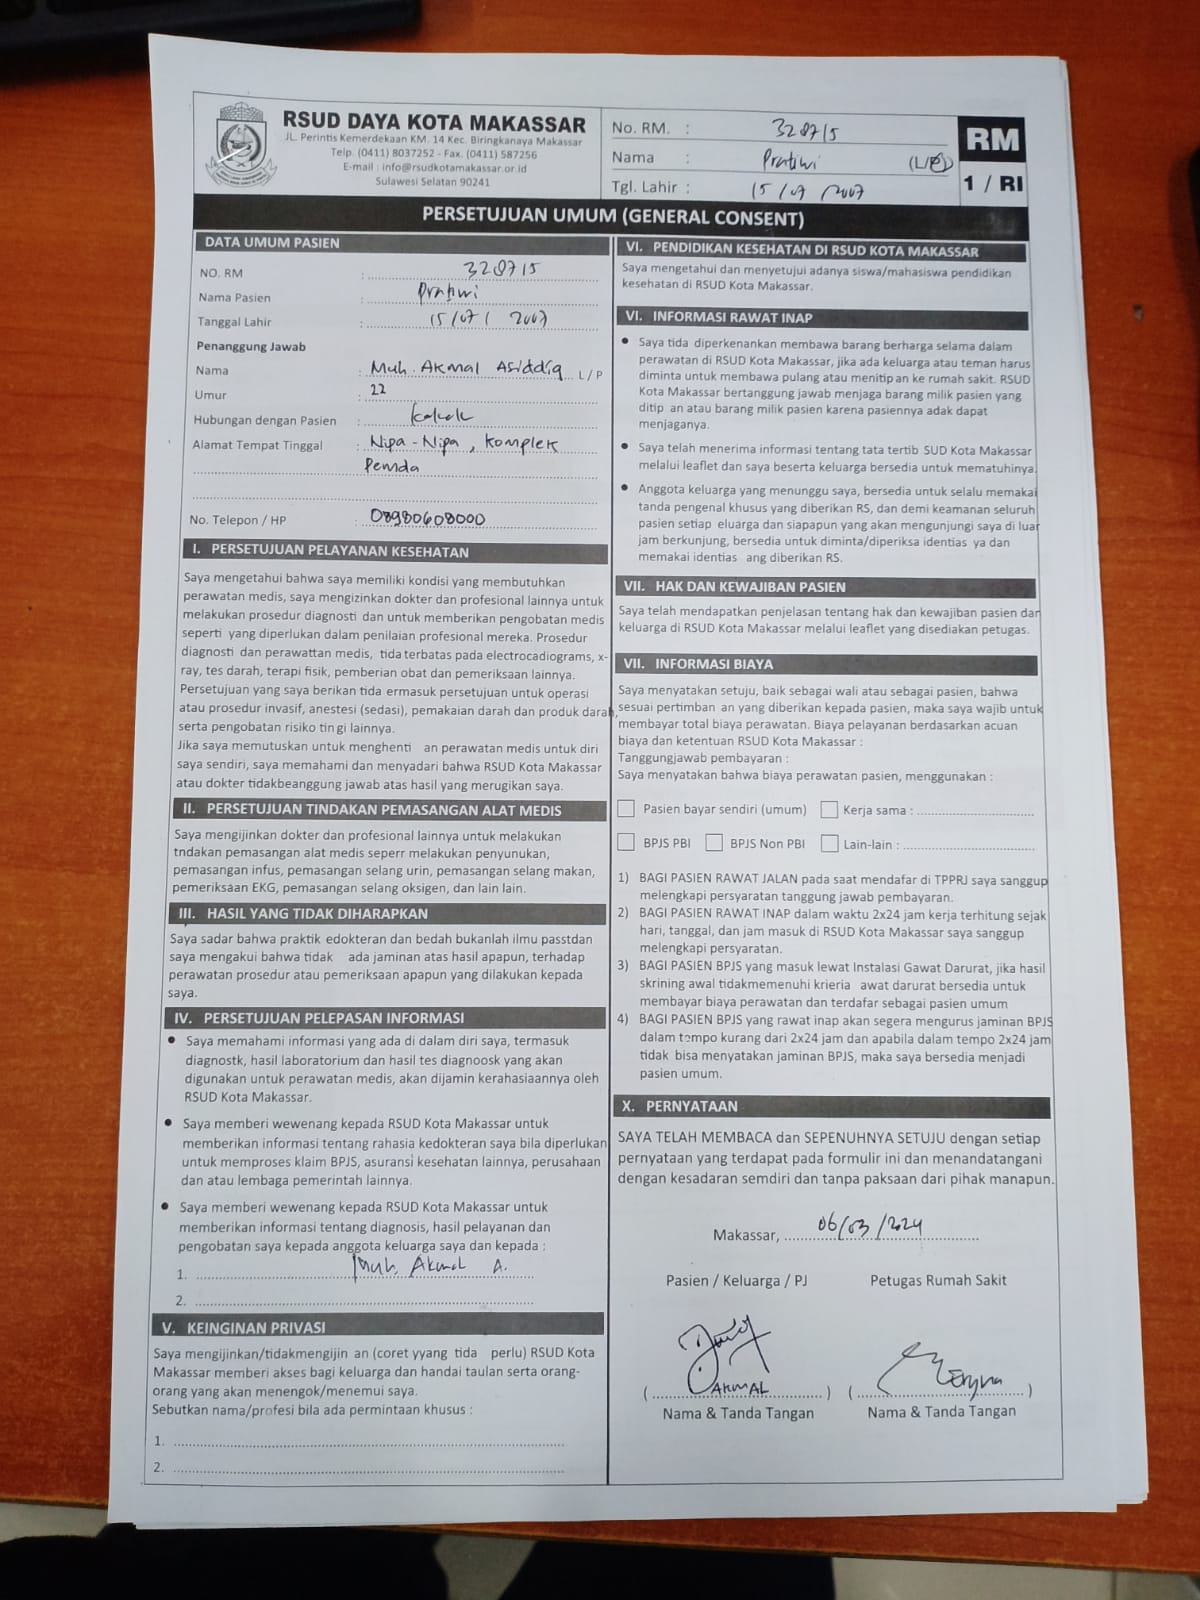 RSUD DAYA KOTA MAKASSAR
JL. Perintis Kemerdekaan KM. 14 Kec. Biringkanaya Makassar
Telp. (0411) 8037252 - Fax. (0411) 587256
E-mail : info@rsudkotamakassar.or.id
Sulawesi Selatan 90241
No. RM. : 328715
Nama : Pratiwi (L/P)
Tgl. Lahir : 15/07/2007
RM
1 / RI
PERSETUJUAN UMUM (GENERAL CONSENT)
DATA UMUM PASIEN
NO. RM : 328715
Nama Pasien : Pratiwi
Tanggal Lahir : 15/07/2007
Penanggung Jawab
Nama : Muh. Akmal Asiddiq L / P
Umur : 22
Hubungan dengan Pasien : kakak
Alamat Tempat Tinggal : Nipa-Nipa, Komplek
Pemda
No. Telepon / HP : 08980608000
I. PERSETUJUAN PELAYANAN KESEHATAN
Saya mengetahui bahwa saya memiliki kondisi yang membutuhkan
perawatan medis, saya mengizinkan dokter dan profesional lainnya untuk
melakukan prosedur diagnosti dan untuk memberikan pengobatan medis
seperti yang diperlukan dalam penilaian profesional mereka. Prosedur
diagnosti dan perawattan medis, tida terbatas pada electrocadiograms, x-
ray, tes darah, terapi fisik, pemberian obat dan pemeriksaan lainnya.
Persetujuan yang saya berikan tida ermasuk persetujuan untuk operasi
atau prosedur invasif, anestesi (sedasi), pemakaian darah dan produk darah,
serta pengobatan risiko tin gi lainnya.
Jika saya memutuskan untuk menghenti an perawatan medis untuk diri
saya sendiri, saya memahami dan menyadari bahwa RSUD Kota Makassar
atau dokter tidakbeanggung jawab atas hasil yang merugikan saya.
II. PERSETUJUAN TINDAKAN PEMASANGAN ALAT MEDIS
Saya mengijinkan dokter dan profesional lainnya untuk melakukan
tndakan pemasangan alat medis seperr melakukan penyunukan,
pemasangan infus, pemasangan selang urin, pemasangan selang makan,
pemeriksaan EKG, pemasangan selang oksigen, dan lain lain.
III. HASIL YANG TIDAK DIHARAPKAN
Saya sadar bahwa praktik edokteran dan bedah bukanlah ilmu passtdan
saya mengakui bahwa tidak ada jaminan atas hasil apapun, terhadap
perawatan prosedur atau pemeriksaan apapun yang dilakukan kepada
saya.
IV. PERSETUJUAN PELEPASAN INFORMASI
• Saya memahami informasi yang ada di dalam diri saya, termasuk
diagnostk, hasil laboratorium dan hasil tes diagnoosk yang akan
digunakan untuk perawatan medis, akan dijamin kerahasiaannya oleh
RSUD Kota Makassar.
• Saya memberi wewenang kepada RSUD Kota Makassar untuk
memberikan informasi tentang rahasia kedokteran saya bila diperlukan
untuk memproses klaim BPJS, asuransi kesehatan lainnya, perusahaan
dan atau lembaga pemerintah lainnya.
• Saya memberi wewenang kepada RSUD Kota Makassar untuk
memberikan informasi tentang diagnosis, hasil pelayanan dan
pengobatan saya kepada anggota keluarga saya dan kepada :
1. Muh. Akmal A.
2.
V. KEINGINAN PRIVASI
Saya mengijinkan/tidakmengijin an (coret yyang tida perlu) RSUD Kota
Makassar memberi akses bagi keluarga dan handai taulan serta orang-
orang yang akan menengok/menemui saya.
Sebutkan nama/profesi bila ada permintaan khusus :
1.
2.
VI. PENDIDIKAN KESEHATAN DI RSUD KOTA MAKASSAR
Saya mengetahui dan menyetujui adanya siswa/mahasiswa pendidikan
kesehatan di RSUD Kota Makassar.
VI. INFORMASI RAWAT INAP
• Saya tida diperkenankan membawa barang berharga selama dalam
perawatan di RSUD Kota Makassar, jika ada keluarga atau teman harus
diminta untuk membawa pulang atau menitip an ke rumah sakit. RSUD
Kota Makassar bertanggung jawab menjaga barang milik pasien yang
ditip an atau barang milik pasien karena pasiennya adak dapat
menjaganya.
• Saya telah menerima informasi tentang tata tertib SUD Kota Makassar
melalui leaflet dan saya beserta keluarga bersedia untuk mematuhinya.
• Anggota keluarga yang menunggu saya, bersedia untuk selalu memakai
tanda pengenal khusus yang diberikan RS, dan demi keamanan seluruh
pasien setiap eluarga dan siapapun yang akan mengunjungi saya di luar
jam berkunjung, bersedia untuk diminta/diperiksa identias ya dan
memakai identias ang diberikan RS.
VII. HAK DAN KEWAJIBAN PASIEN
Saya telah mendapatkan penjelasan tentang hak dan kewajiban pasien dan
keluarga di RSUD Kota Makassar melalui leaflet yang disediakan petugas.
VII. INFORMASI BIAYA
Saya menyatakan setuju, baik sebagai wali atau sebagai pasien, bahwa
sesuai pertimban an yang diberikan kepada pasien, maka saya wajib untuk
membayar total biaya perawatan. Biaya pelayanan berdasarkan acuan
biaya dan ketentuan RSUD Kota Makassar :
Tanggungjawab pembayaran :
Saya menyatakan bahwa biaya perawatan pasien, menggunakan :
Pasien bayar sendiri (umum) Kerja sama :
BPJS PBI BPJS Non PBI Lain-lain :
1) BAGI PASIEN RAWAT JALAN pada saat mendafar di TPPRJ saya sanggup
melengkapi persyaratan tanggung jawab pembayaran.
2) BAGI PASIEN RAWAT INAP dalam waktu 2x24 jam kerja terhitung sejak
hari, tanggal, dan jam masuk di RSUD Kota Makassar saya sanggup
melengkapi persyaratan.
3) BAGI PASIEN BPJS yang masuk lewat Instalasi Gawat Darurat, jika hasil
skrining awal tidakmemenuhi krieria awat darurat bersedia untuk
membayar biaya perawatan dan terdafar sebagai pasien umum
4) BAGI PASIEN BPJS yang rawat inap akan segera mengurus jaminan BPJS
dalam tempo kurang dari 2x24 jam dan apabila dalam tempo 2x24 jam
tidak bisa menyatakan jaminan BPJS, maka saya bersedia menjadi
pasien umum.
X. PERNYATAAN
SAYA TELAH MEMBACA dan SEPENUHNYA SETUJU dengan setiap
pernyataan yang terdapat pada formulir ini dan menandatangani
dengan kesadaran semdiri dan tanpa paksaan dari pihak manapun.
Makassar, 06/03/2024
Pasien / Keluarga / PJ Petugas Rumah Sakit
( AKMAL ) ( )
Nama & Tanda Tangan Nama & Tanda Tangan